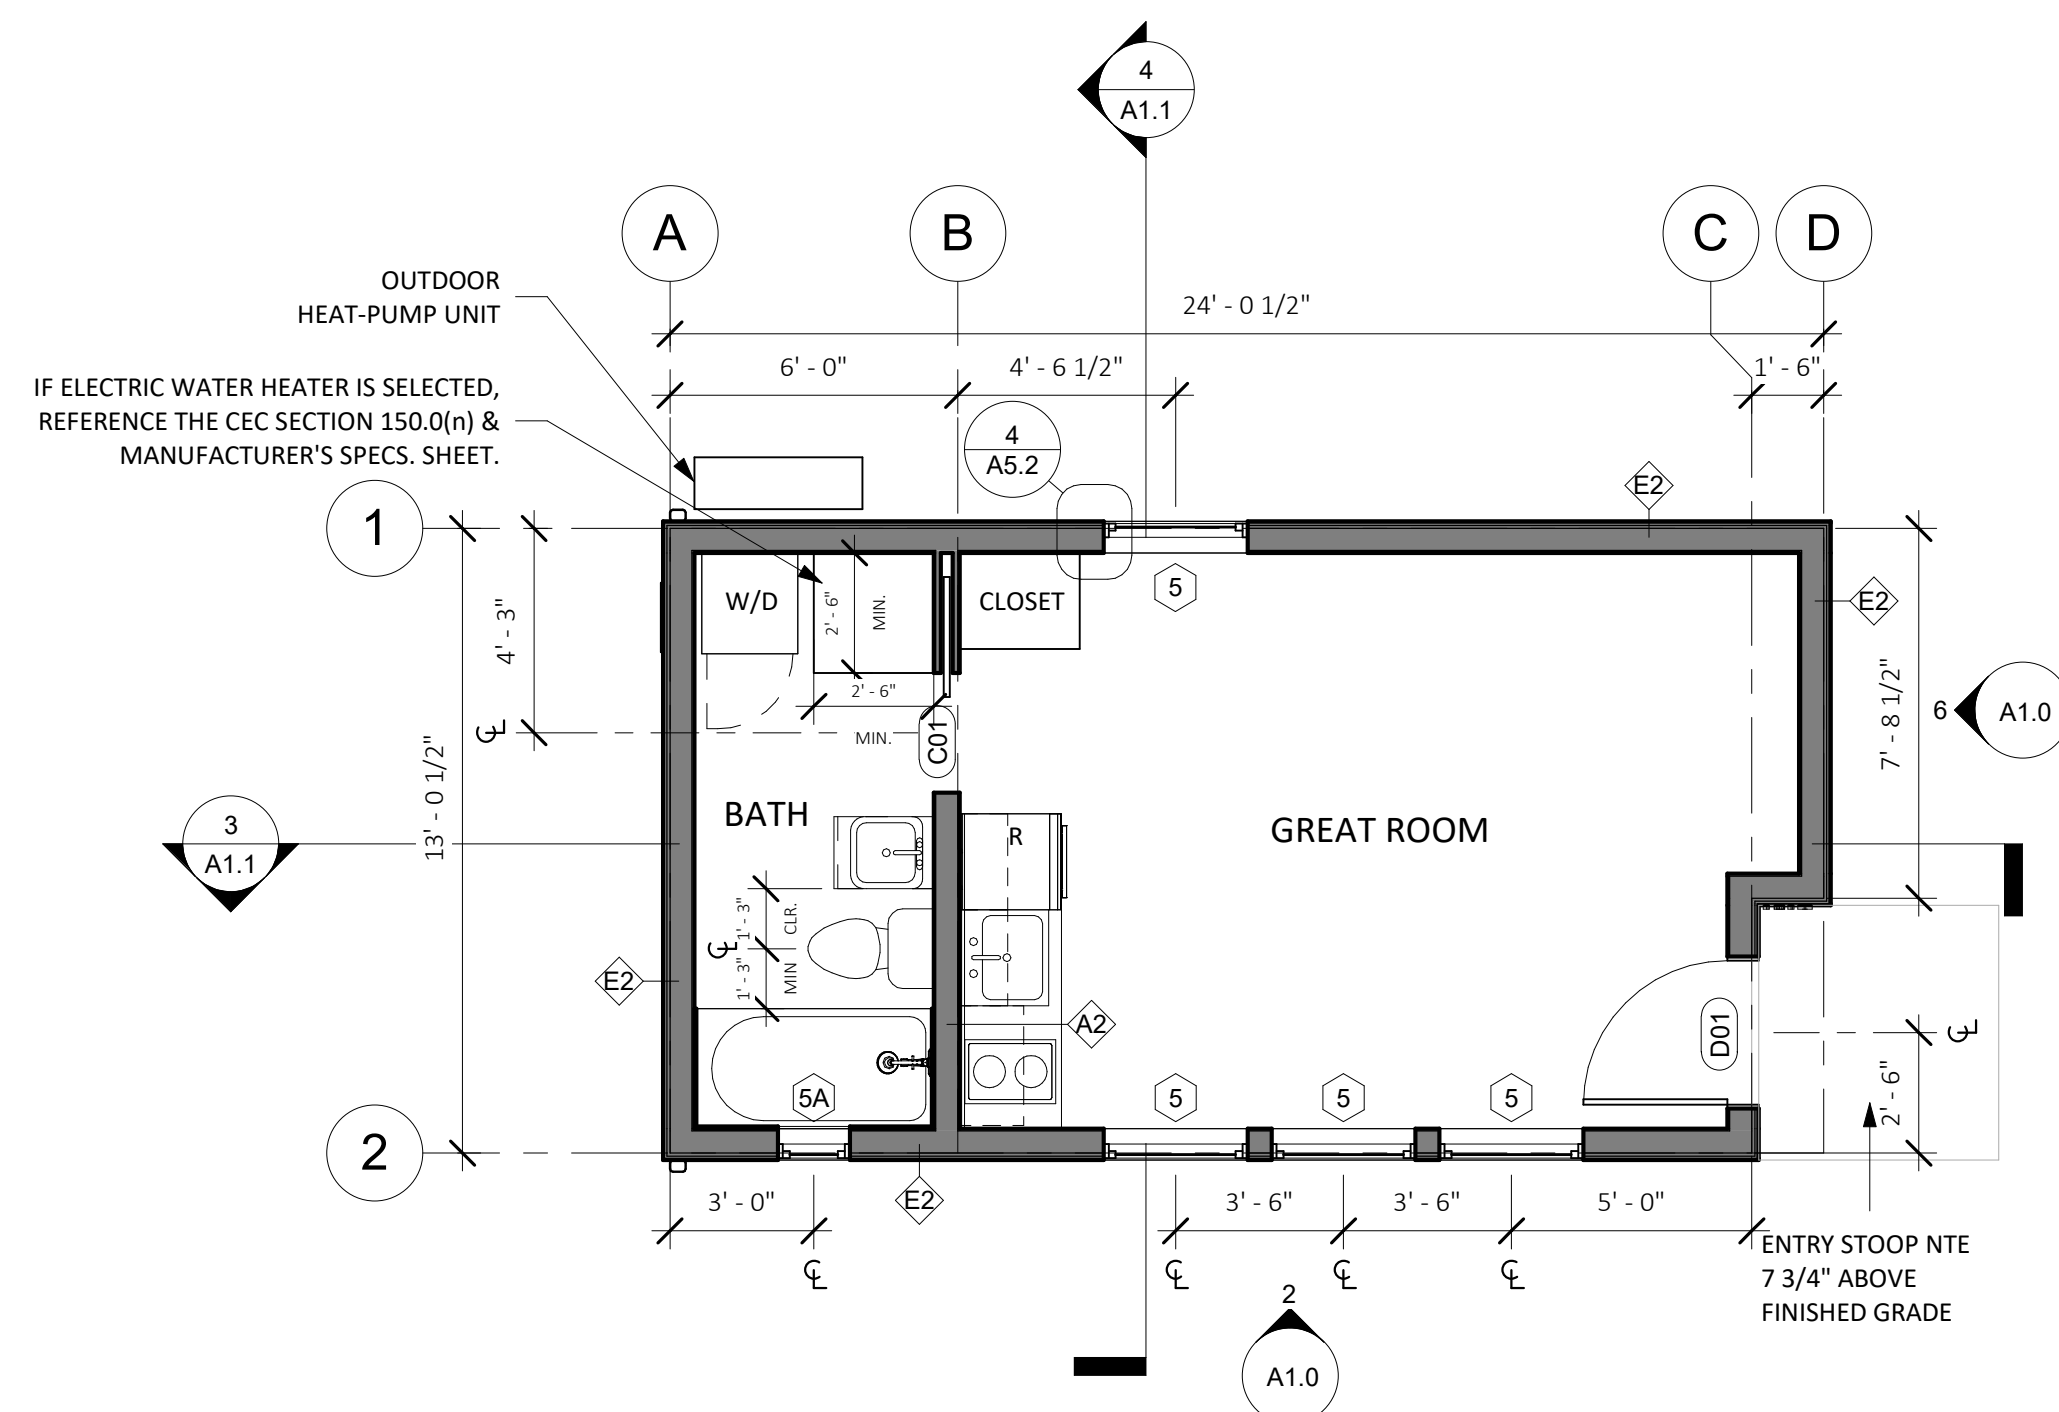 4
A1.1
A
B
C
D
OUTDOOR
HEAT-PUMP UNIT
24' - 0 1/2"
6' - 0"
4' - 6 1/2"
1' - 6"
IF ELECTRIC WATER HEATER IS SELECTED,
REFERENCE THE CEC SECTION 150.0(n) &
MANUFACTURER'S SPECS. SHEET.
4
A5.2
E2
1
5
W/D
2' - 6"
MIN.
CLOSET
E2
4' - 3"
2' - 6"
MIN.
C01
7' - 8 1/2"
6
A1.0
13' - 0 1/2"
3
A1.1
BATH
R
GREAT ROOM
1' - 3"
CLR.
1' - 3"
MIN
E2
A2
D01
2' - 6"
5A
5
5
5
2
E2
3' - 0"
3' - 6"
3' - 6"
5' - 0"
ENTRY STOOP NTE
7 3/4" ABOVE
FINISHED GRADE
2
A1.0